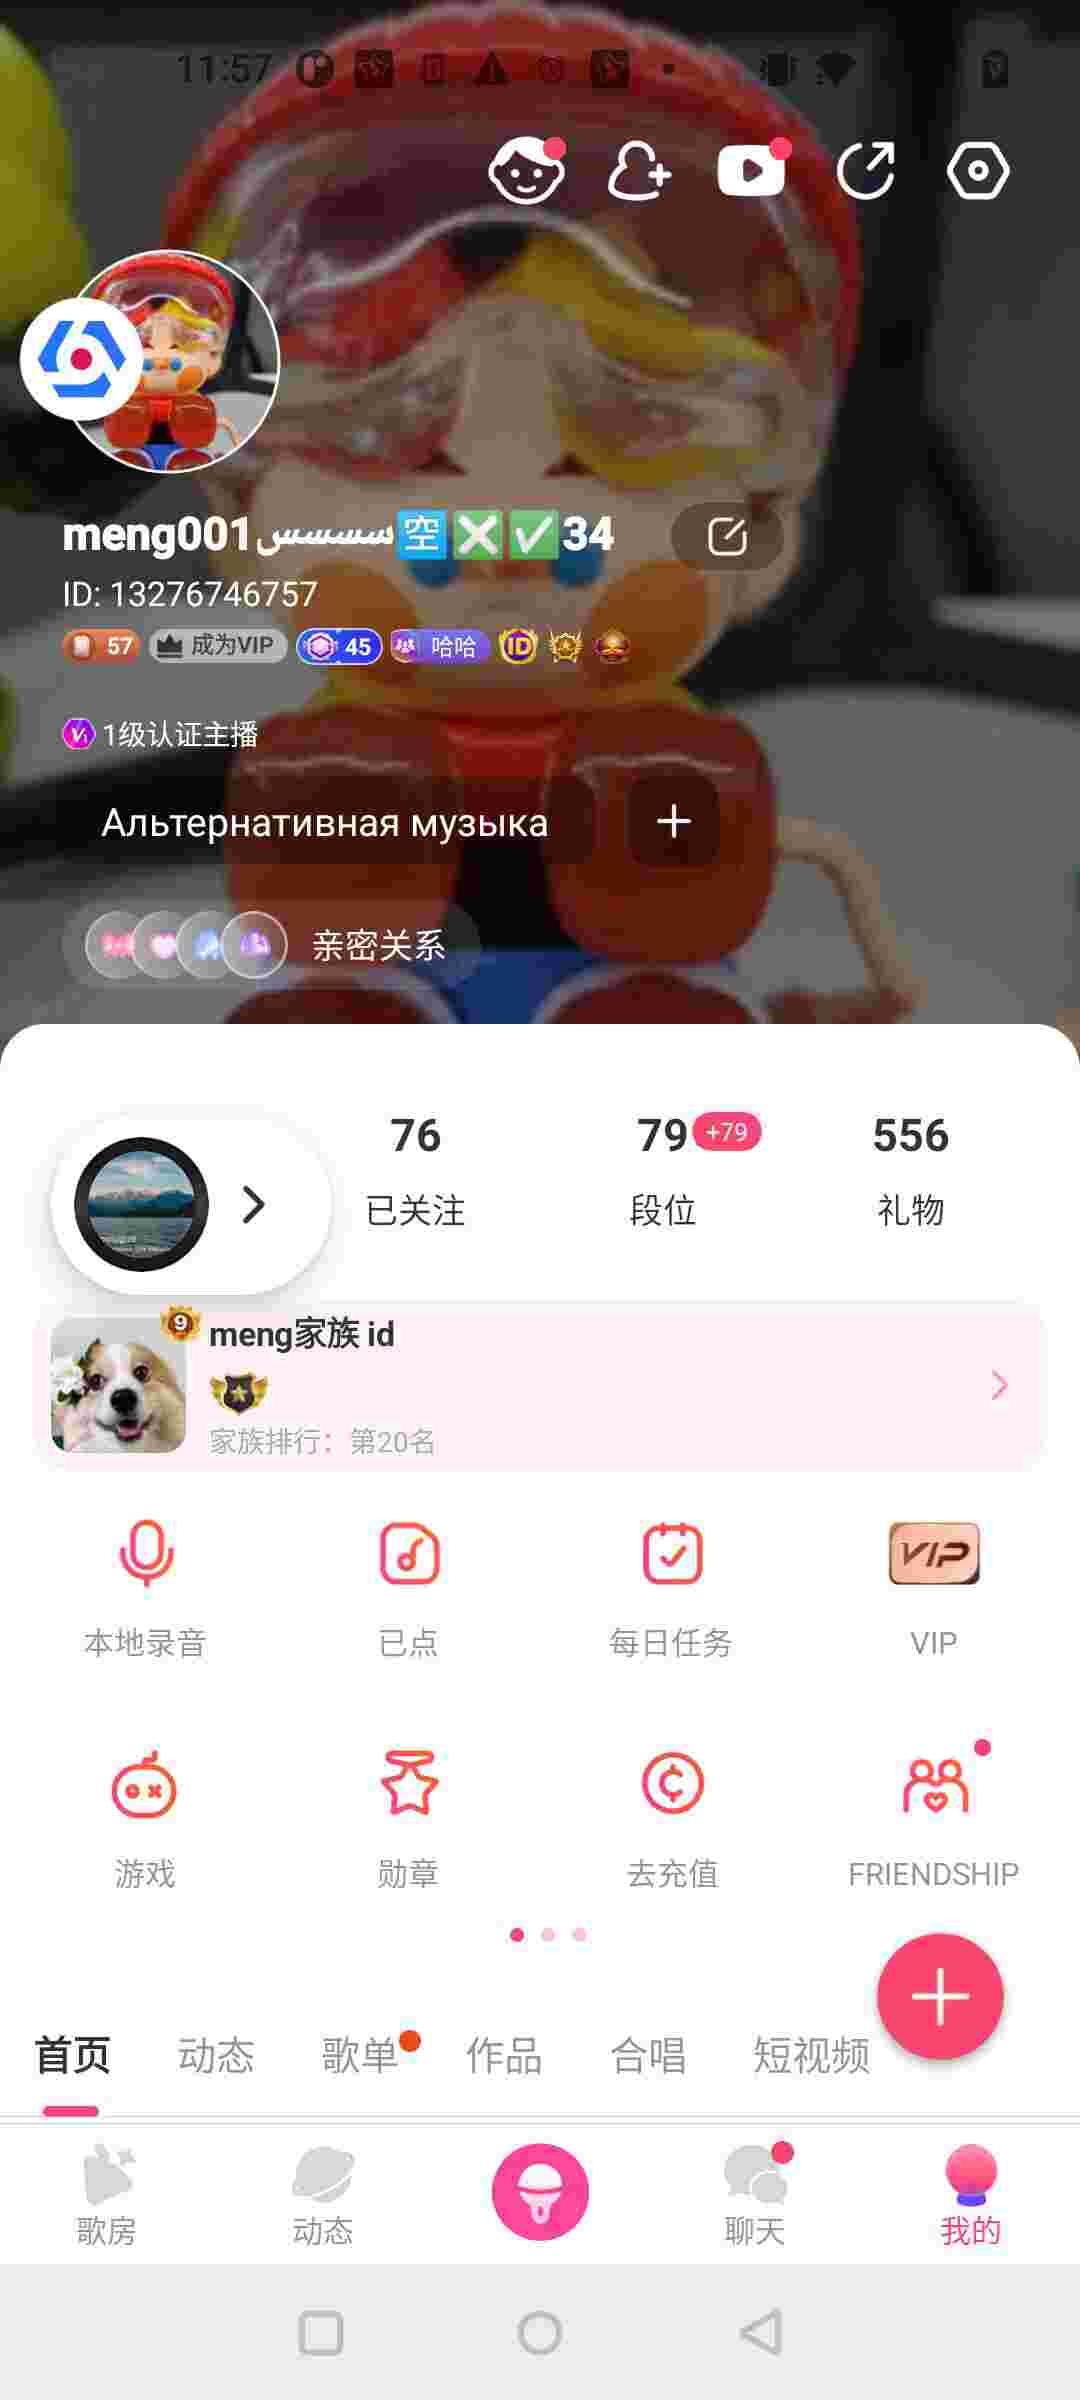 11:57
meng001سسسسس🈳❎✅34
ID: 13276746757
57 成为VIP 45 哈哈 ID
V1 1级认证主播
Альтернативная музыка
亲密关系
76 79 +79 556
已关注 段位 礼物
9 meng家族 id
家族排行：第20名
VIP
本地录音 已点 每日任务 VIP
游戏 勋章 去充值 FRIENDSHIP
首页 动态 歌单 作品 合唱 短视频
歌房 动态 聊天 我的